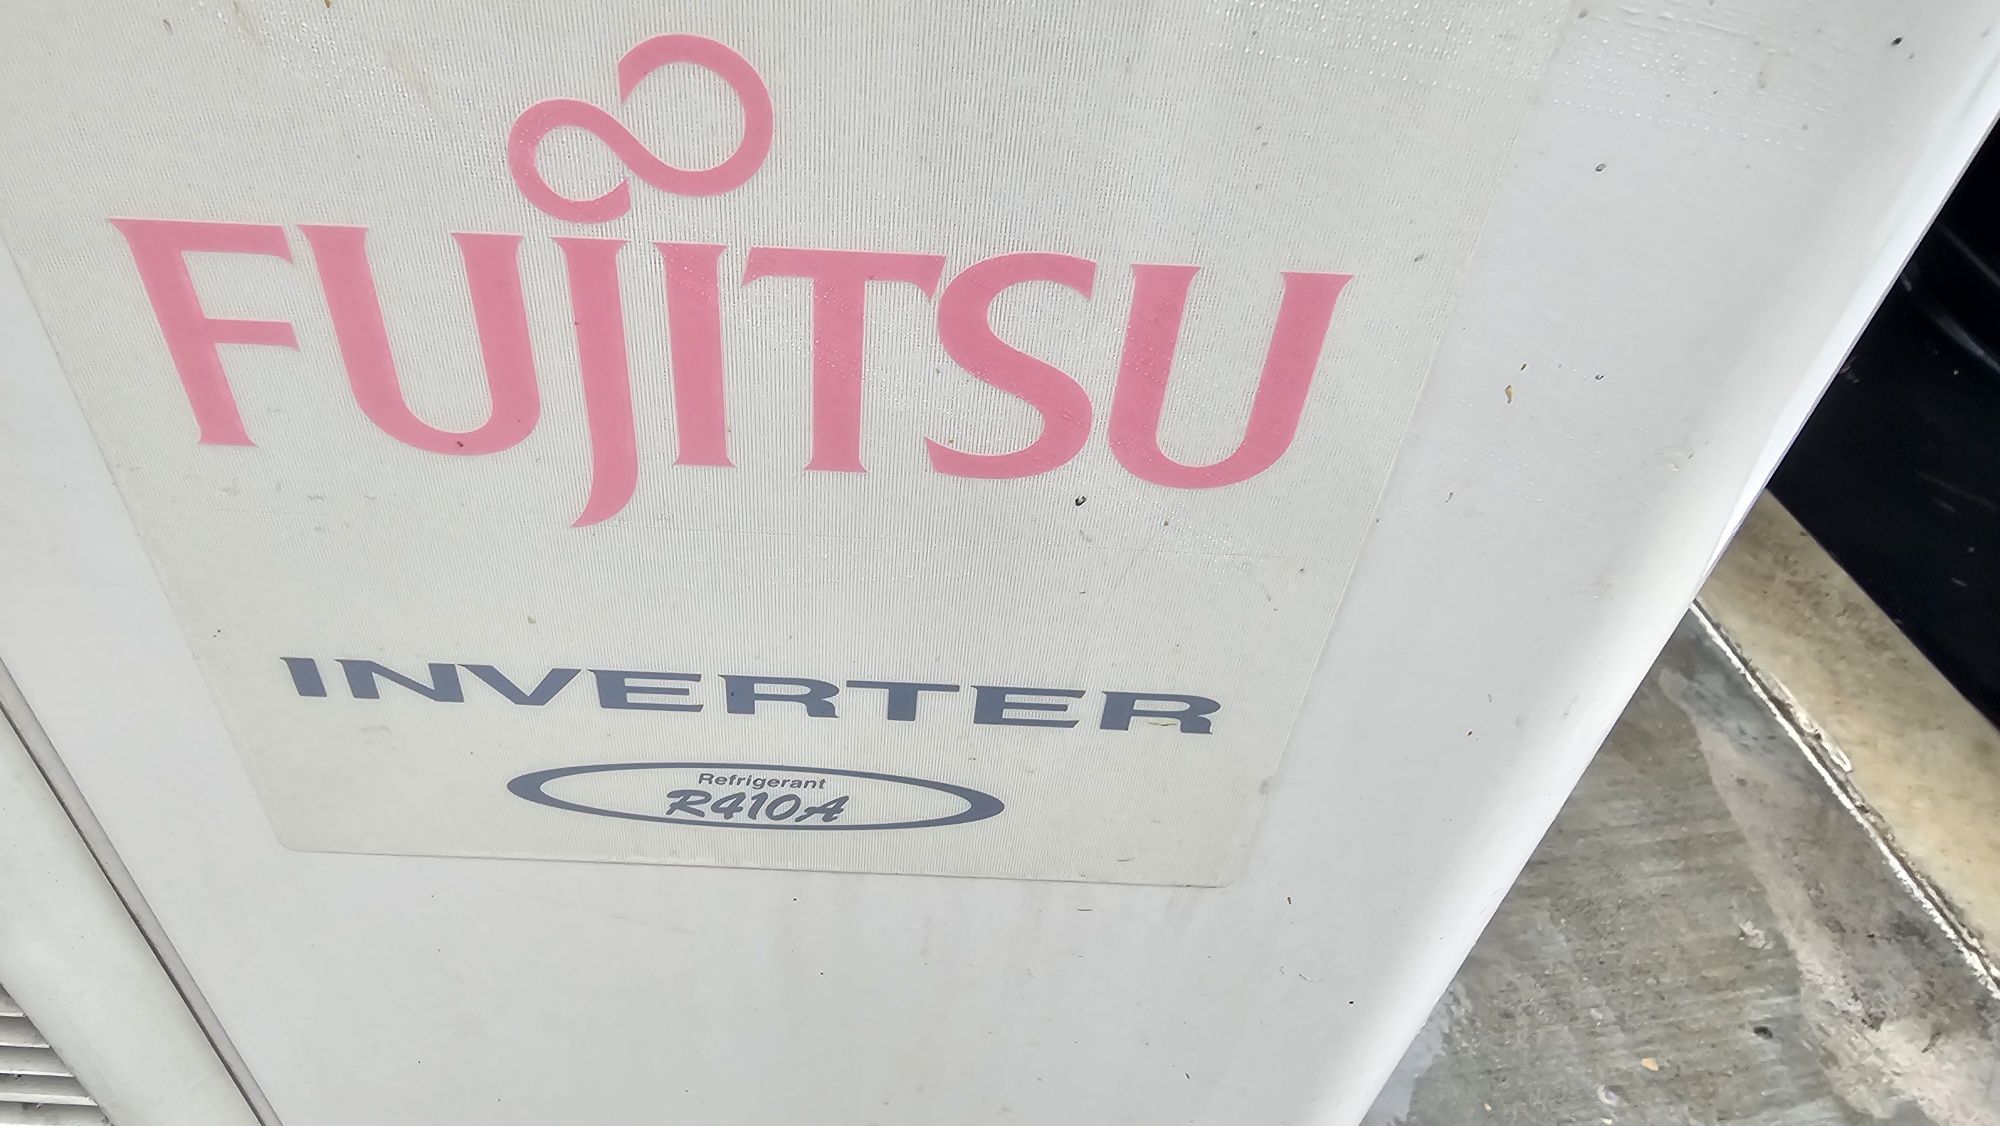 FUJITSU
INVERTER
Refrigerant
R410A